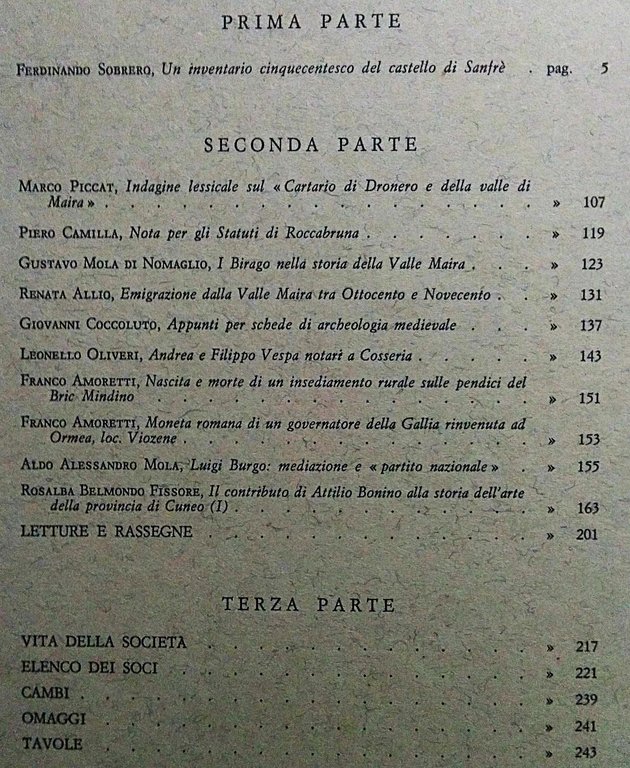 PRIMA PARTE
FERDINANDO SOBRERO, Un inventario cinquecentesco del castello di Sanfrè . pag. 5
SECONDA PARTE
MARCO PICCAT, Indagine lessicale sul « Cartario di Dronero e della valle di
Maira » . . . . . . . . . . . . . . . . » 107
PIERO CAMILLA, Nota per gli Statuti di Roccabruna . . . . . . » 119
GUSTAVO MOLA DI NOMAGLIO, I Birago nella storia della Valle Maira . . . » 123
RENATA ALLIO, Emigrazione dalla Valle Maira tra Ottocento e Novecento . . » 131
GIOVANNI COCCOLUTO, Appunti per schede di archeologia medievale . . . » 137
LEONELLO OLIVERI, Andrea e Filippo Vespa notari a Cosseria . . . . . » 143
FRANCO AMORETTI, Nascita e morte di un insediamento rurale sulle pendici del
Bric Mindino . . . . . . . . . . . . . . » 151
FRANCO AMORETTI, Moneta romana di un governatore della Gallia rinvenuta ad
Ormea, loc. Viozene . . . . . . . . . . . . . » 153
ALDO ALESSANDRO MOLA, Luigi Burgo: mediazione e « partito nazionale » . » 155
ROSALBA BELMONDO FISSORE, Il contributo di Attilio Bonino alla storia dell'arte
della provincia di Cuneo (I) . . . . . . . . . . . » 163
LETTURE E RASSEGNE . . . . . . . . . . . . » 201
TERZA PARTE
VITA DELLA SOCIETÀ . . . . . . . . . . . . » 217
ELENCO DEI SOCI . . . . . . . . . . . . . » 221
CAMBI . . . . . . . . . . . . . . . . » 239
OMAGGI . . . . . . . . . . . . . . . » 241
TAVOLE . . . . . . . . . . . . . . . » 243